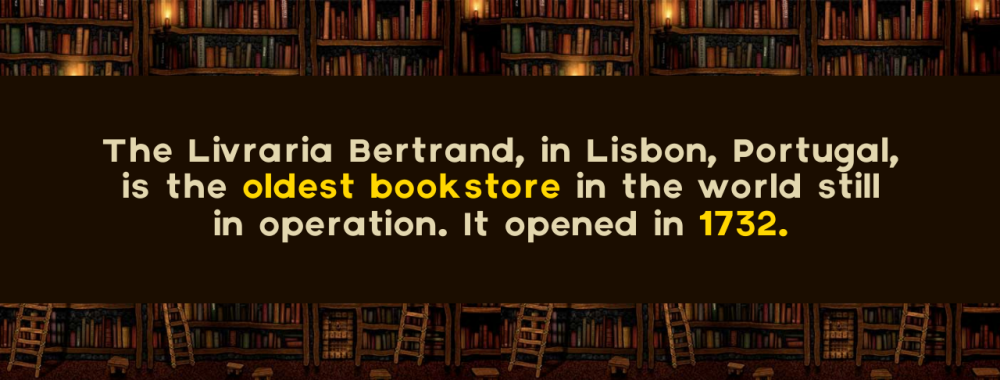 The Livraria Bertrand, in Lisbon, Portugal,
is the oldest bookstore in the world still
in operation. It opened in 1732.